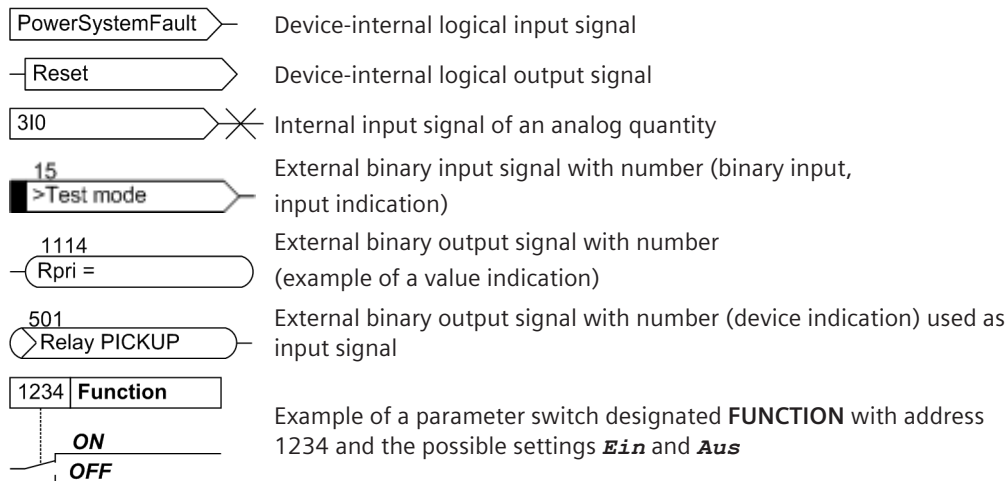 PowerSystemFault
Device-internal logical input signal
Reset
Device-internal logical output signal
3I0
Internal input signal of an analog quantity
15
>Test mode
External binary input signal with number (binary input,
input indication)
1114
Rpri =
External binary output signal with number
(example of a value indication)
501
Relay PICKUP
External binary output signal with number (device indication) used as
input signal
1234 Function
ON
OFF
Example of a parameter switch designated FUNCTION with address
1234 and the possible settings Ein and Aus